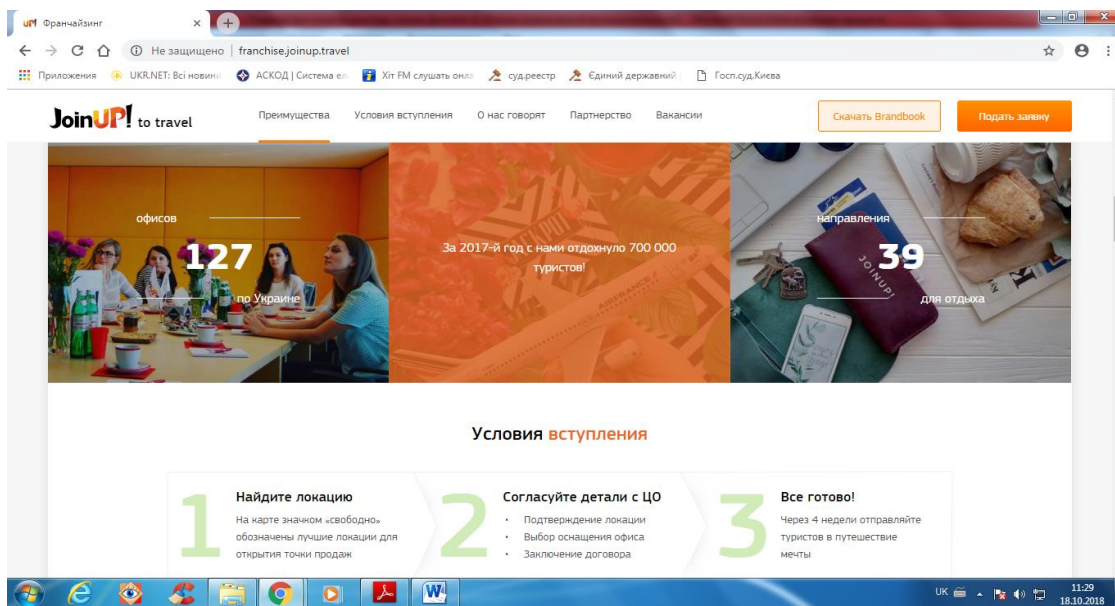 UP! Франчайзинг
Не защищено | franchise.joinup.travel
Приложения UKR.NET: Всі новини АСКОД | Система ел Хіт FM слушать онла суд.реестр Єдиний державний Госп.суд.Києва
JoinUP! to travel
Преимущества Условия вступления О нас говорят Партнерство Вакансии Скачать Brandbook Подать заявку
офисов
127
по Украине
За 2017-й год с нами отдохнуло 700 000
туристов!
направления
39
для отдыха
JOINUP!
AIRFRANCE
Условия вступления
1
Найдите локацию
На карте значком «свободно»
обозначены лучшие локации для
открытия точки продаж
2
Согласуйте детали с ЦО
• Подтверждение локации
• Выбор оснащения офиса
• Заключение договора
3
Все готово!
Через 4 недели отправляйте
туристов в путешествие
мечты
UK
11:29
18.10.2018